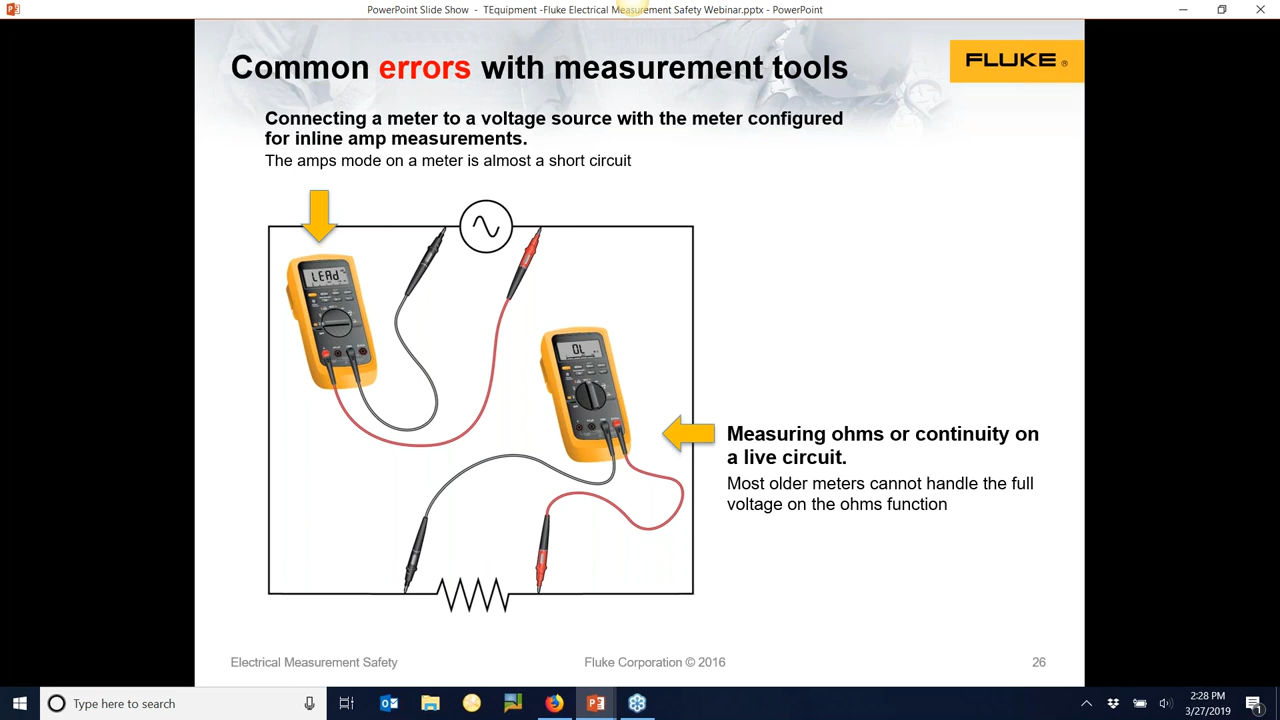 PowerPoint Slide Show - TEquipment -Fluke Electrical Measurement Safety Webinar.pptx - PowerPoint
Common errors with measurement tools
FLUKE ®
Connecting a meter to a voltage source with the meter configured
for inline amp measurements.
The amps mode on a meter is almost a short circuit
LEAd
OL
Measuring ohms or continuity on
a live circuit.
Most older meters cannot handle the full
voltage on the ohms function
Electrical Measurement Safety
Fluke Corporation © 2016
26
Type here to search
2:28 PM
3/27/2019
1